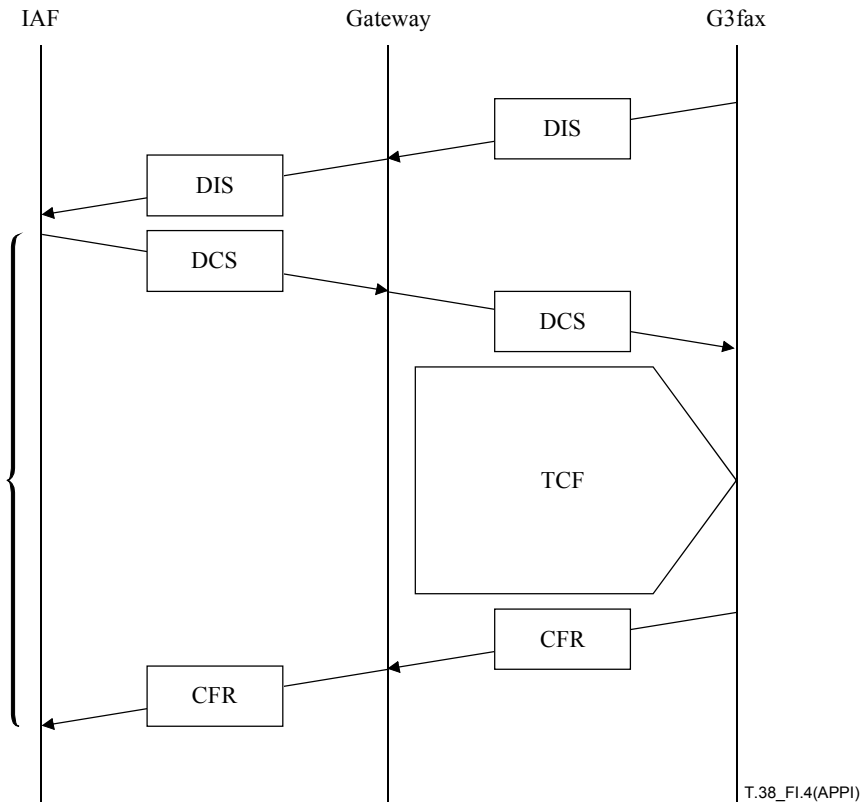 IAF Gateway G3fax
DIS
DIS
DCS
DCS
TCF
CFR
CFR
T.38_FI.4(APPI)